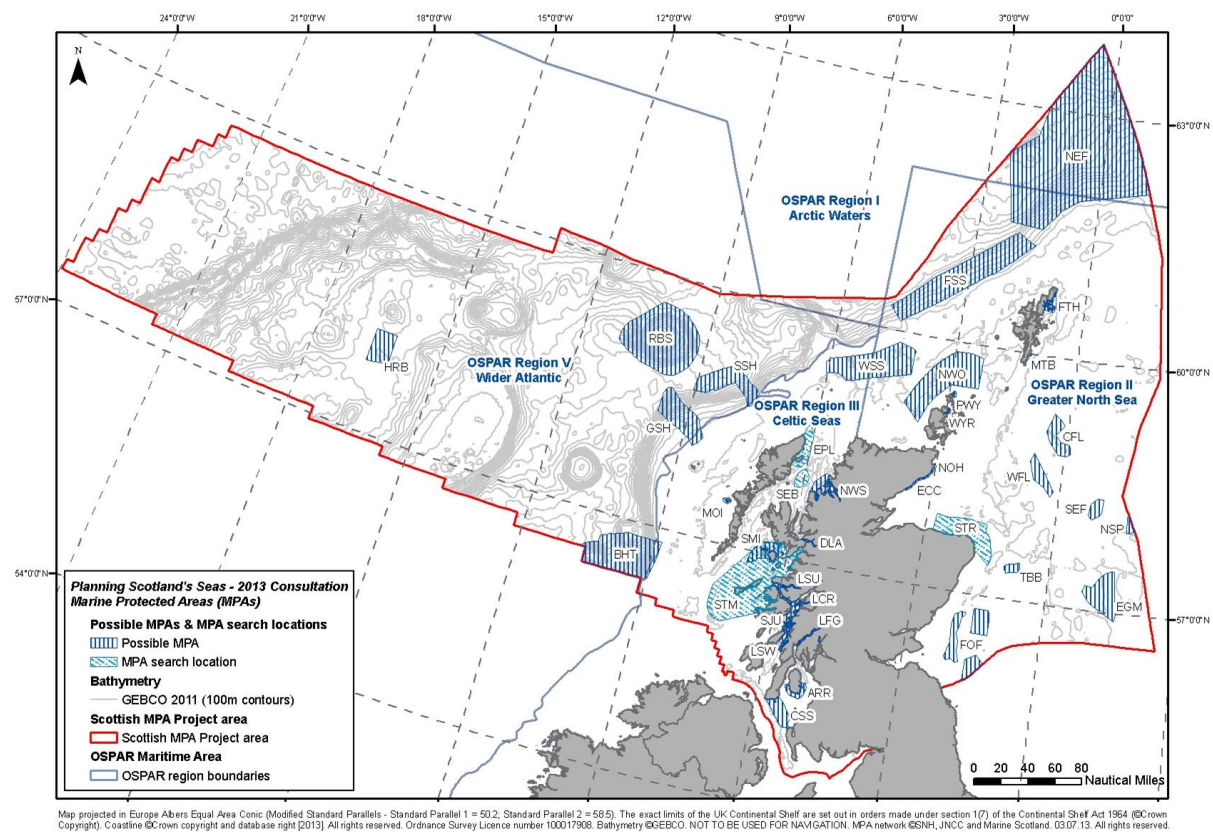 24°0'0"W 21°0'0"W 18°0'0"W 15°0'0"W 12°0'0"W 9°0'0"W 6°0'0"W 3°0'0"W 0°0'0"
N
63°0'0"N
NEF
OSPAR Region I
Arctic Waters
FSS
57°0'0"N
FTH
RBS
HRB
OSPAR Region V
Wider Atlantic
SSH
WSS
NWO
MTB
60°0'0"N
OSPAR Region II
Greater North Sea
GSH
OSPAR Region III
Celtic Seas
PWY
WYR
CFL
EPL
NOH
WFL
SEB
NWS
ECC
MOI
SEF
NSP
STR
SMI
DLA
BHT
54°0'0"N
TBB
LSU
STM
LCR
EGM
SJU
LFG
57°0'0"N
LSW
FOF
ARR
CSS
Planning Scotland's Seas - 2013 Consultation
Marine Protected Areas (MPAs)
Possible MPAs & MPA search locations
Possible MPA
MPA search location
Bathymetry
GEBCO 2011 (100m contours)
Scottish MPA Project area
Scottish MPA Project area
OSPAR Maritime Area
OSPAR region boundaries
0 20 40 60 80
Nautical Miles
Map projected in Europe Albers Equal Area Conic (Modified Standard Parallels - Standard Parallel 1 = 50.2; Standard Parallel 2 = 58.5). The exact limits of the UK Continental Shelf are set out in orders made under section 1(7) of the Continental Shelf Act 1964 (©Crown
Copyright). Coastline ©Crown copyright and database right [2013]. All rights reserved. Ordnance Survey Licence number 100017908. Bathymetry ©GEBCO. NOT TO BE USED FOR NAVIGATION. MPA network ©SNH, JNCC and Marine Scotland. 03.07.13. All rights reserved.